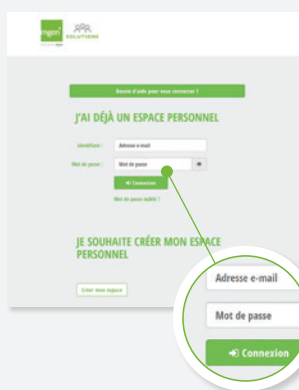 mgen
SOLUTIONS
Besoin d'aide pour vous connecter ?
J'AI DÉJÀ UN ESPACE PERSONNEL
Identifiant : Adresse e-mail
Mot de passe : Mot de passe
Connexion
Mot de passe oublié ?
JE SOUHAITE CRÉER MON ESPACE
PERSONNEL
Créer mon espace
Adresse e-mail
Mot de passe
Connexion